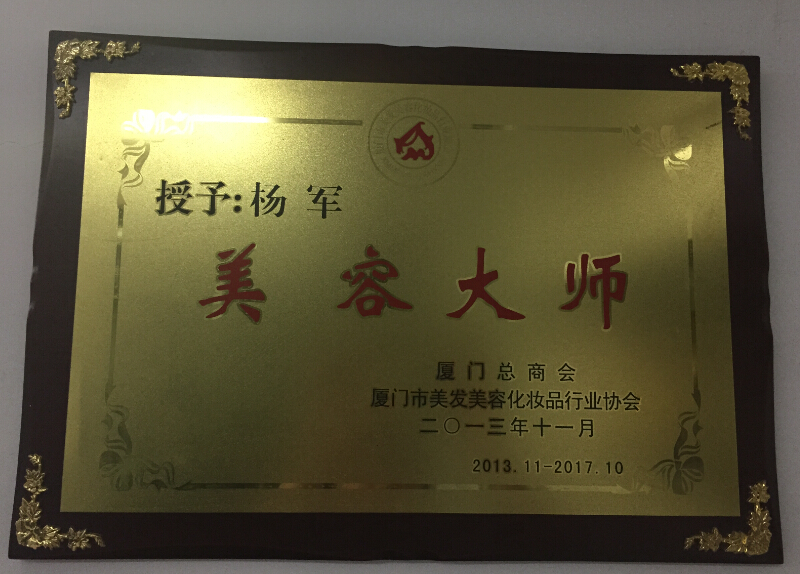 授予:杨 军
美容大师
厦门总商会
厦门市美发美容化妆品行业协会
二〇一三年十一月
2013.11-2017.10